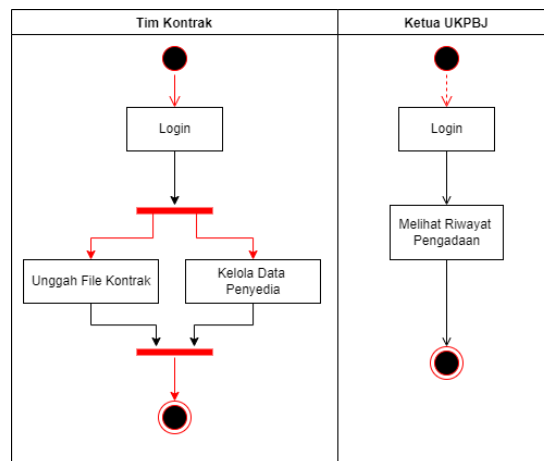 Tim Kontrak
Ketua UKPBJ
Login
Login
Melihat Riwayat
Pengadaan
Unggah File Kontrak
Kelola Data
Penyedia